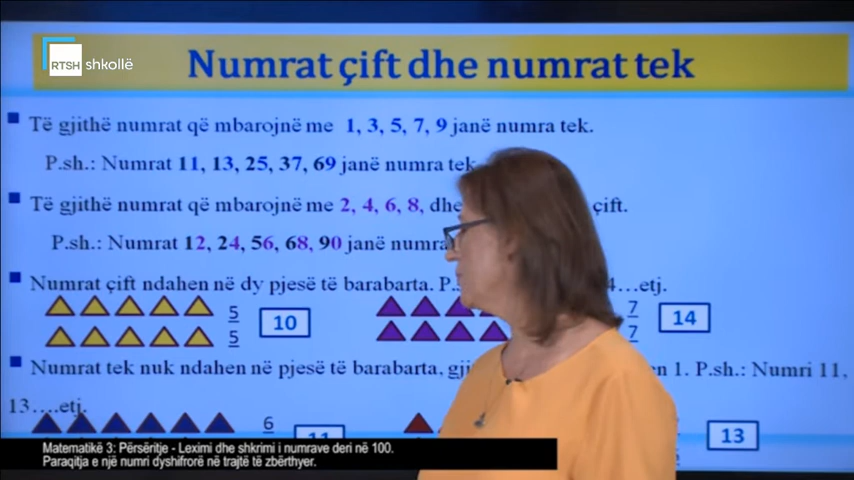 RTSH shkollë
Numrat çift dhe numrat tek
Të gjithë numrat që mbarojnë me 1, 3, 5, 7, 9 janë numra tek.
P.sh.: Numrat 11, 13, 25, 37, 69 janë numra tek
Të gjithë numrat që mbarojnë me 2, 4, 6, 8, dhe çift.
P.sh.: Numrat 12, 24, 56, 68, 90 janë numra
Numrat çift ndahen në dy pjesë të barabarta. P. 4…etj.
5 7
10 14
5 7
Numrat tek nuk ndahen në pjesë të barabarta, 1. P.sh.: Numri 11,
13….etj.
6
11 13
Matematikë 3: Përsëritje - Leximi dhe shkrimi i numrave deri në 100.
Paraqitja e një numri dyshifrorë në trajtë të zbërthyer.